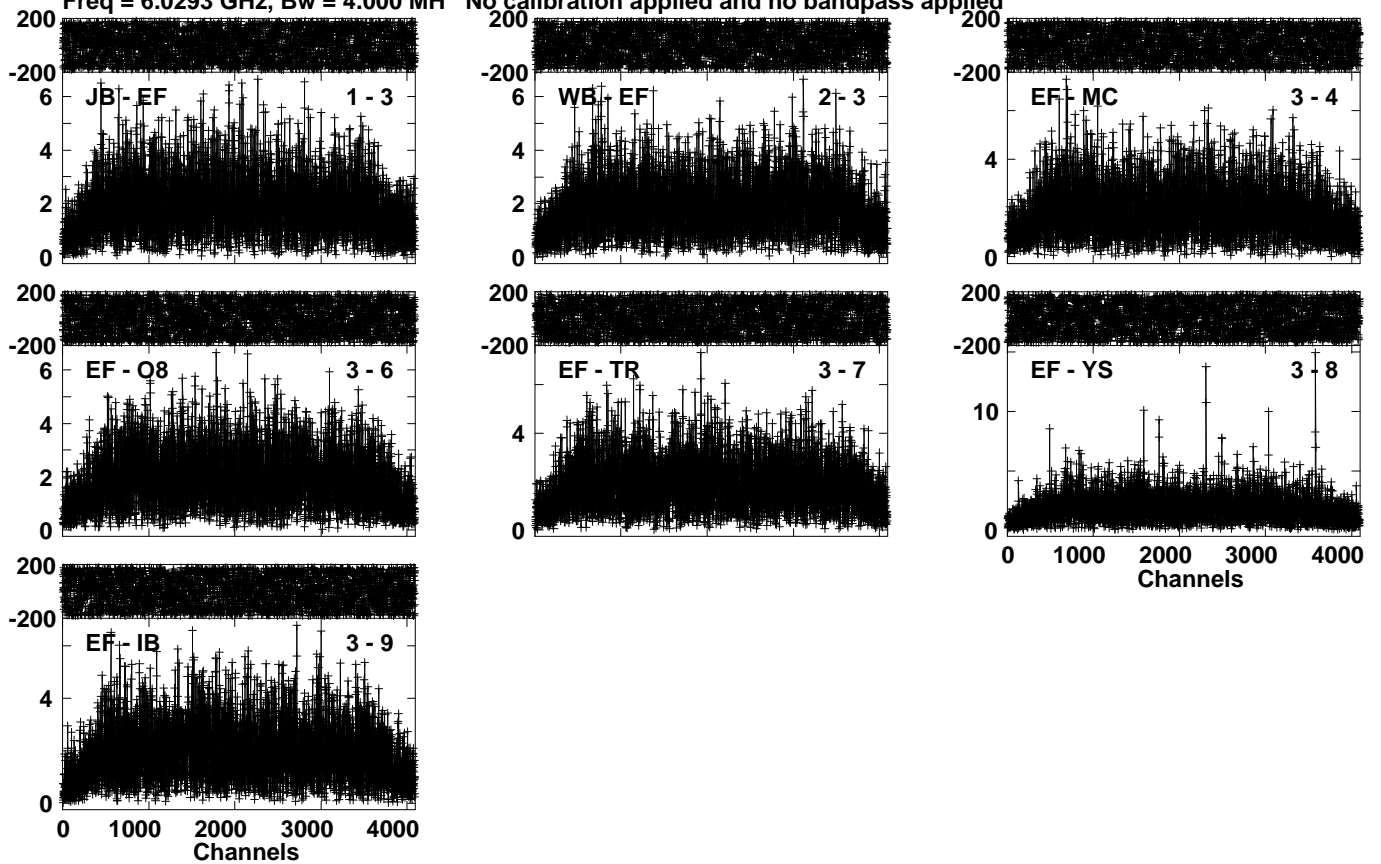 Freq = 6.0293 GHz, Bw = 4.000 MH No calibration applied and no bandpass applied
200 200 200
-200 -200 -200
JB - EF 1 - 3 WB - EF 2 - 3 EF - MC 3 - 4
6 6
4 4 4
2 2
0 0 0
200 200 200
-200 -200 -200
EF - O8 3 - 6 EF - TR 3 - 7 EF - YS 3 - 8
6
4 4 10
2
0 0 0
0 1000 2000 3000 4000
Channels
200
-200
EF - IB 3 - 9
4
0
0 1000 2000 3000 4000
Channels